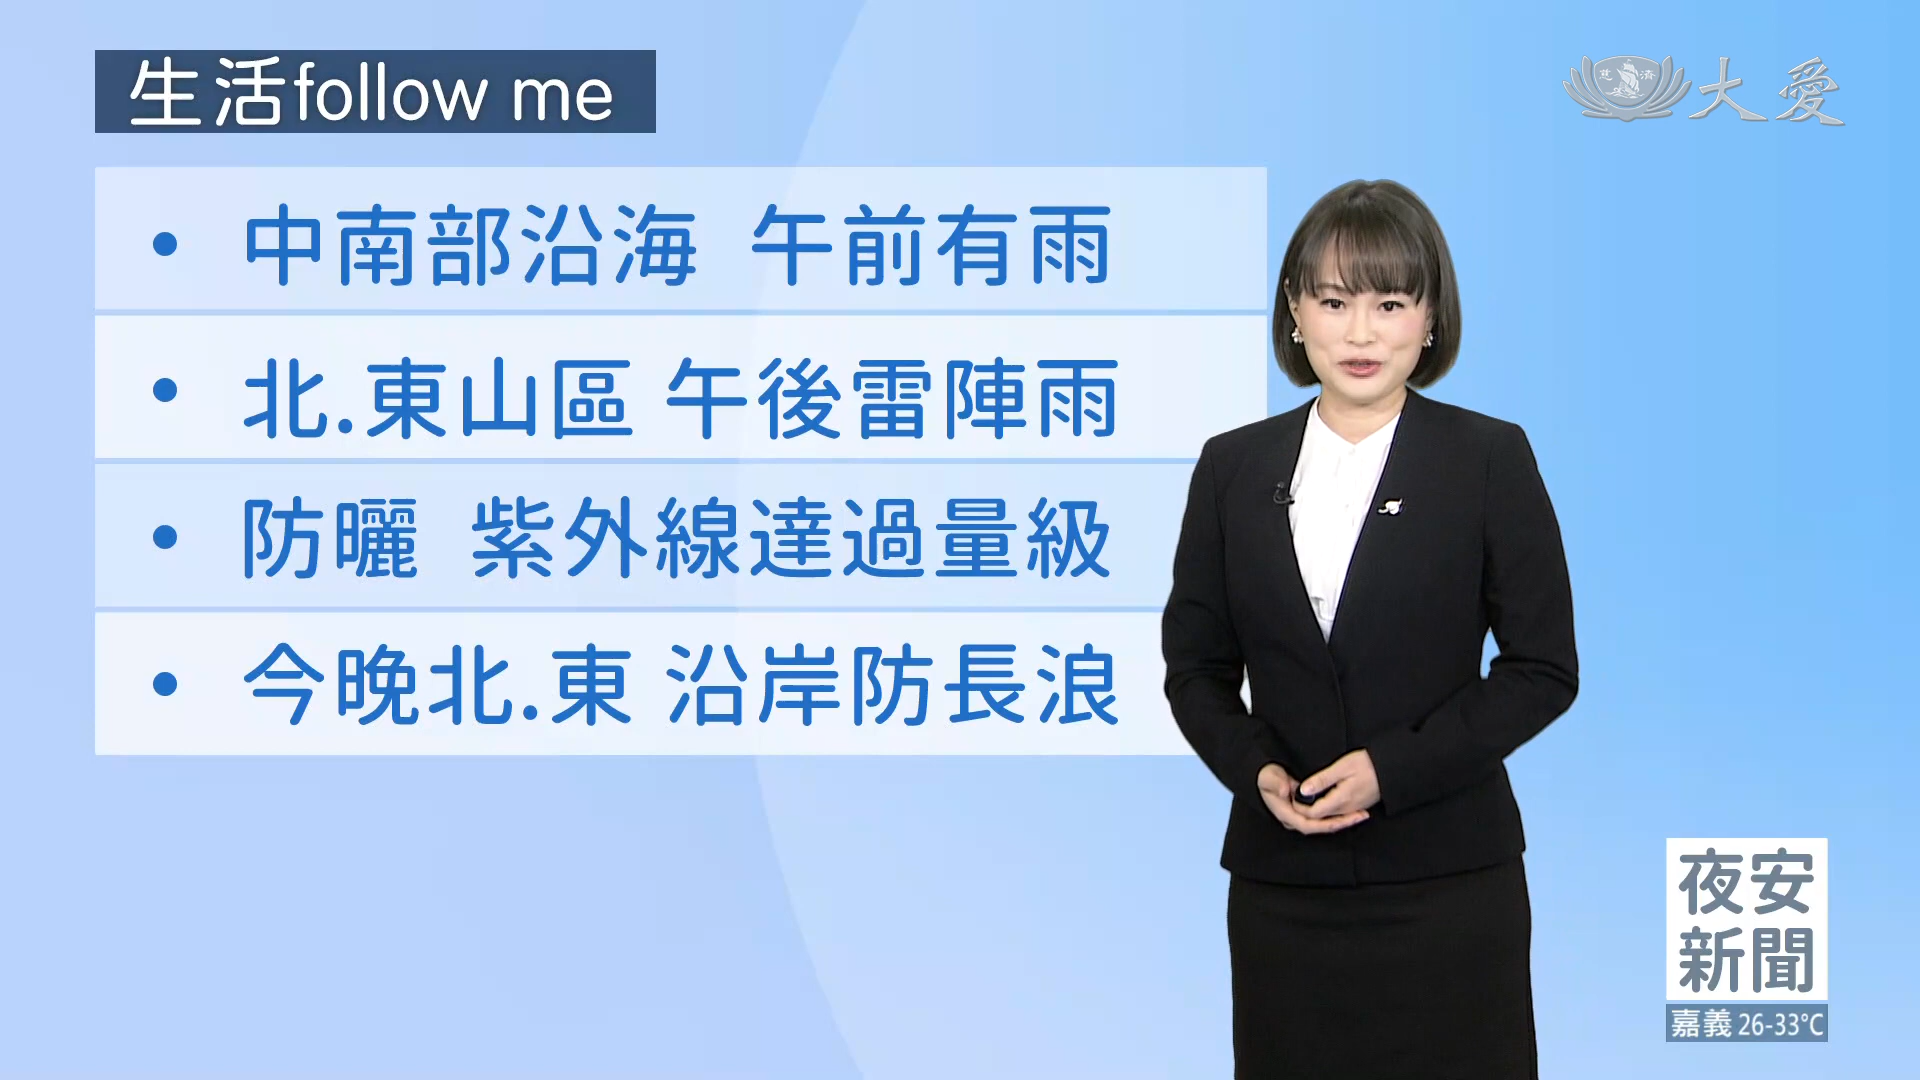 生活follow me
慈濟
大愛
• 中南部沿海 午前有雨
• 北.東山區 午後雷陣雨
• 防曬 紫外線達過量級
• 今晚北.東 沿岸防長浪
夜安
新聞
嘉義 26-33°C